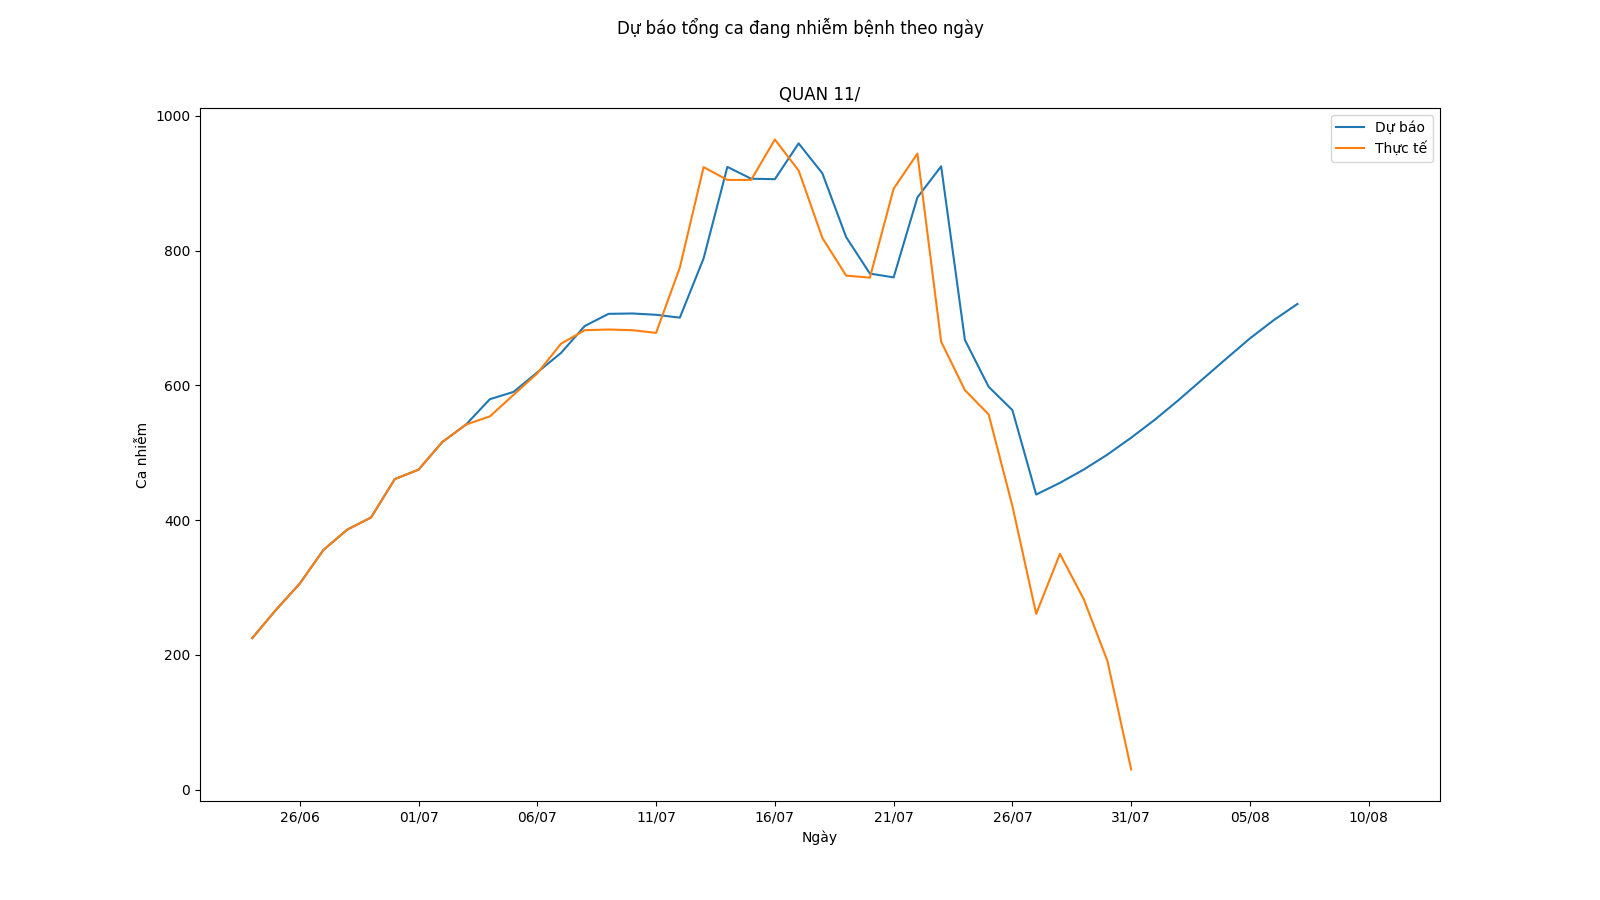 Dự báo tổng ca đang nhiễm bệnh theo ngày
QUAN 11/
Dự báo
Thực tế
1000
800
600
400
200
0
Ca nhiễm
26/06 01/07 06/07 11/07 16/07 21/07 26/07 31/07 05/08 10/08
Ngày